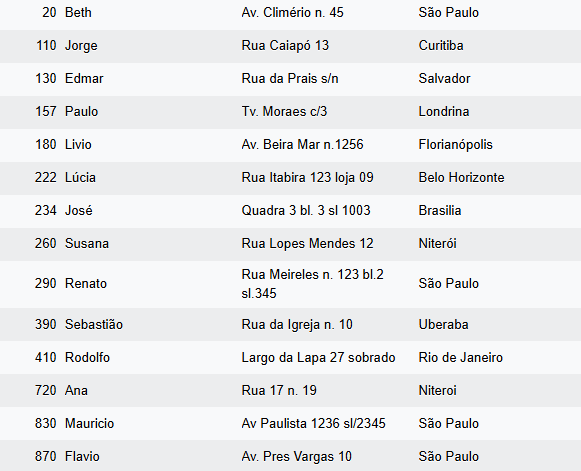 20 Beth Av. Climério n. 45 São Paulo
110 Jorge Rua Caiapó 13 Curitiba
130 Edmar Rua da Prais s/n Salvador
157 Paulo Tv. Moraes c/3 Londrina
180 Livio Av. Beira Mar n.1256 Florianópolis
222 Lúcia Rua Itabira 123 loja 09 Belo Horizonte
234 José Quadra 3 bl. 3 sl 1003 Brasilia
260 Susana Rua Lopes Mendes 12 Niterói
290 Renato Rua Meireles n. 123 bl.2 São Paulo
sl.345
390 Sebastião Rua da Igreja n. 10 Uberaba
410 Rodolfo Largo da Lapa 27 sobrado Rio de Janeiro
720 Ana Rua 17 n. 19 Niteroi
830 Mauricio Av Paulista 1236 sl/2345 São Paulo
870 Flavio Av. Pres Vargas 10 São Paulo